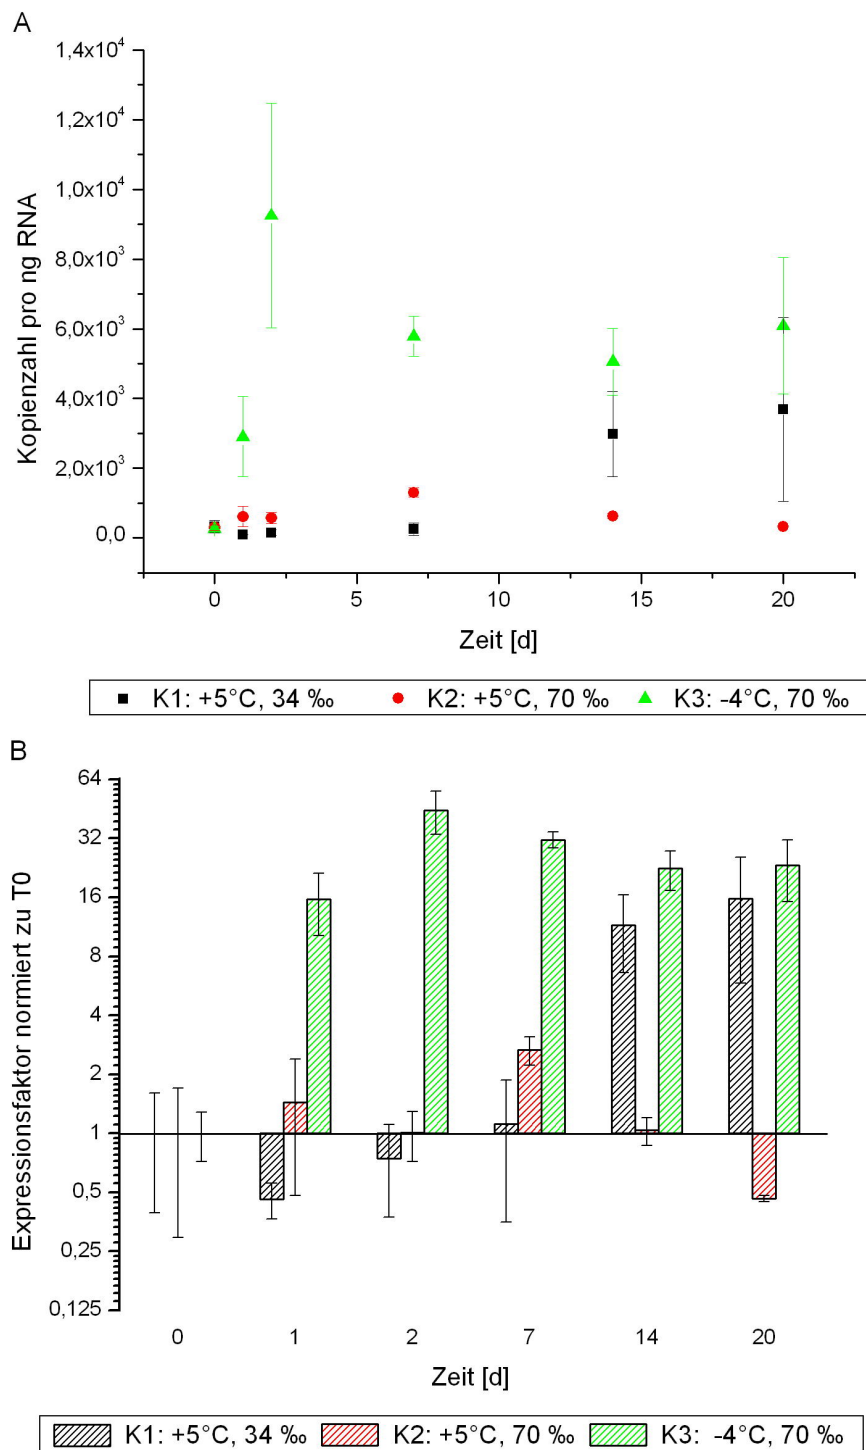 A
1,4x10⁴
1,2x10⁴
1,0x10⁴
8,0x10³
6,0x10³
4,0x10³
2,0x10³
0,0
Kopienzahl pro ng RNA
0 5 10 15 20
Zeit [d]
K1: +5°C, 34 ‰ K2: +5°C, 70 ‰ K3: -4°C, 70 ‰
B
64
32
16
8
4
2
1
0,5
0,25
0,125
Expressionsfaktor normiert zu T0
0 1 2 7 14 20
Zeit [d]
K1: +5°C, 34 ‰ K2: +5°C, 70 ‰ K3: -4°C, 70 ‰